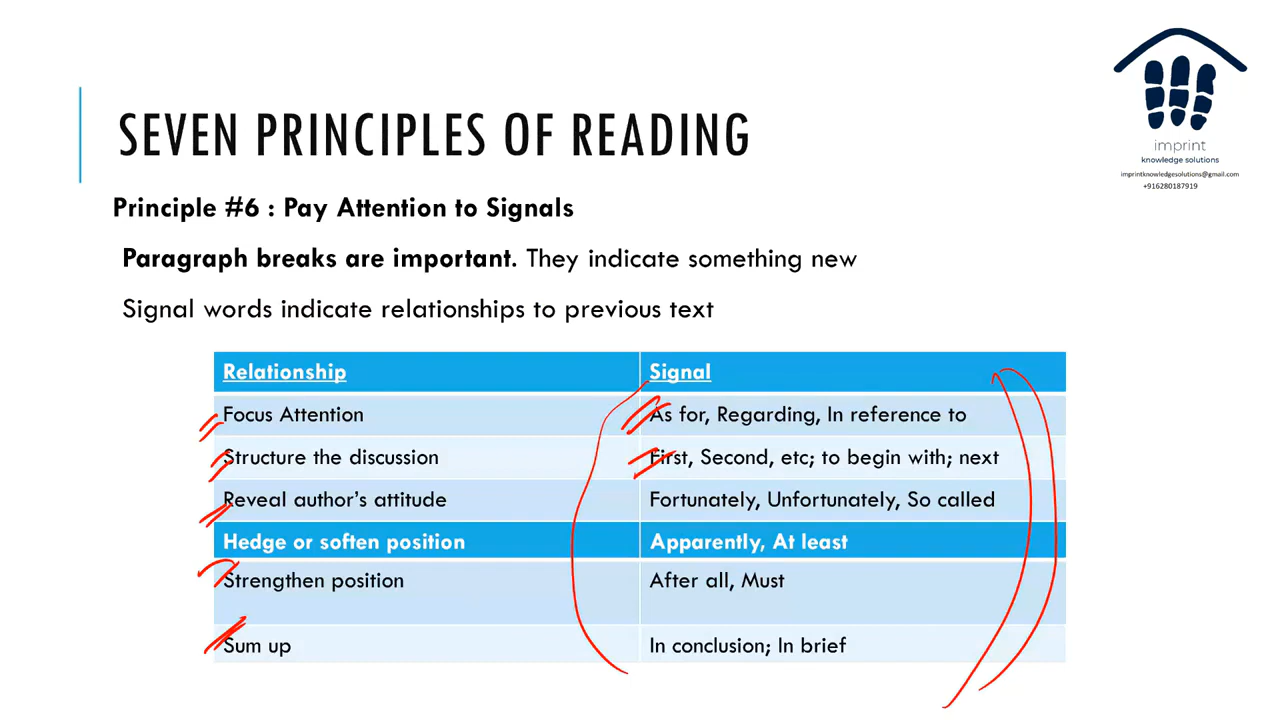 SEVEN PRINCIPLES OF READING
imprint
knowledge solutions
imprintknowledgesolutions@gmail.com
+916280187919
Principle #6 : Pay Attention to Signals
Paragraph breaks are important. They indicate something new
Signal words indicate relationships to previous text
Relationship Signal
Focus Attention As for, Regarding, In reference to
Structure the discussion First, Second, etc; to begin with; next
Reveal author's attitude Fortunately, Unfortunately, So called
Hedge or soften position Apparently, At least
Strengthen position After all, Must
Sum up In conclusion; In brief